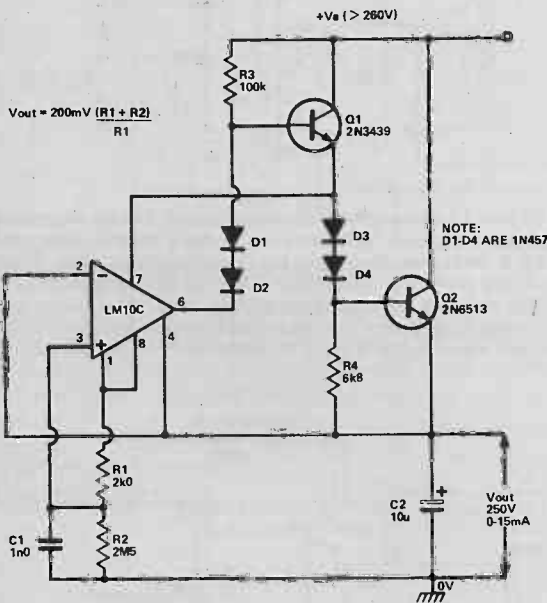 +Vs (> 260V)
R3
100k
Vout = 200mV (R1 + R2)
R1
Q1
2N3439
D1
D2
D3
D4
NOTE:
D1-D4 ARE 1N457
Q2
2N6513
2
7
LM10C
6
3
1
8
4
R4
6k8
R1
2k0
C1
1n0
R2
2M5
C2
10u
+
Vout
250V
0-15mA
0V